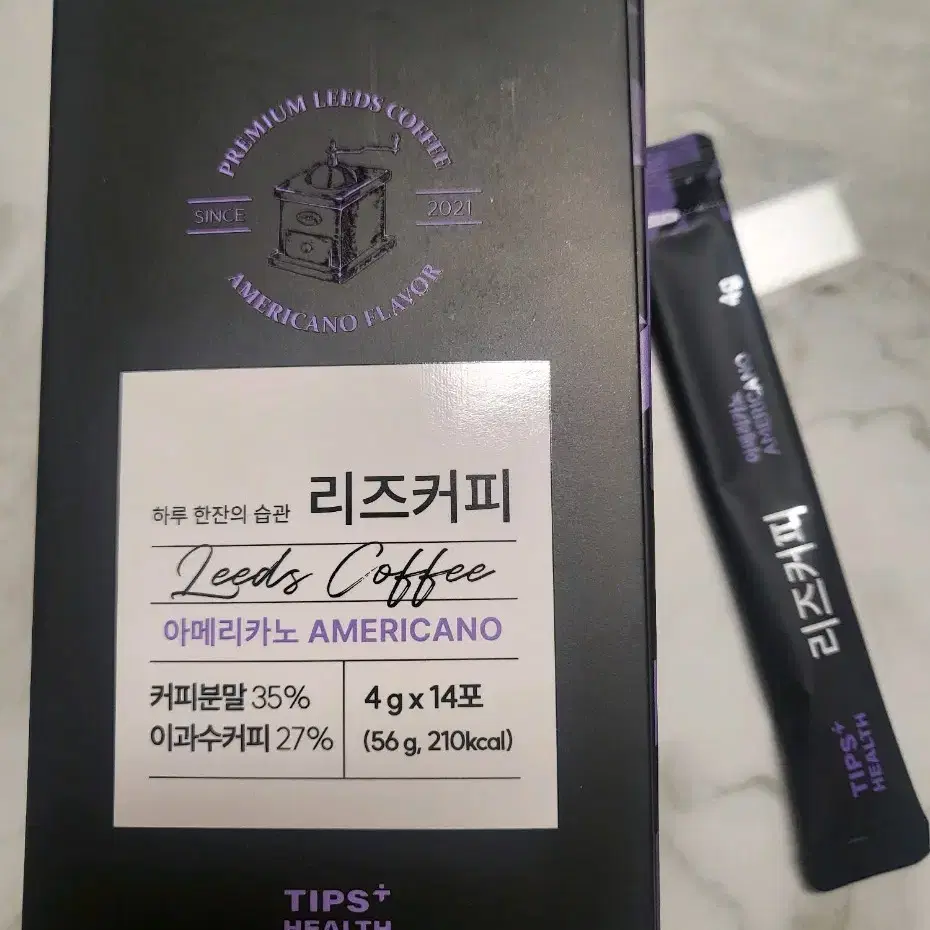 PREMIUM LEEDS COFFEE
SINCE 2021
AMERICANO FLAVOR
하루 한잔의 습관 리즈커피
Leeds Coffee
아메리카노 AMERICANO
커피분말 35%
이과수커피 27%
4 g x 14포
(56 g, 210kcal)
TIPS+
HEALTH
4g
아메리카노
AMERICANO
리즈커피
TIPS+
HEALTH